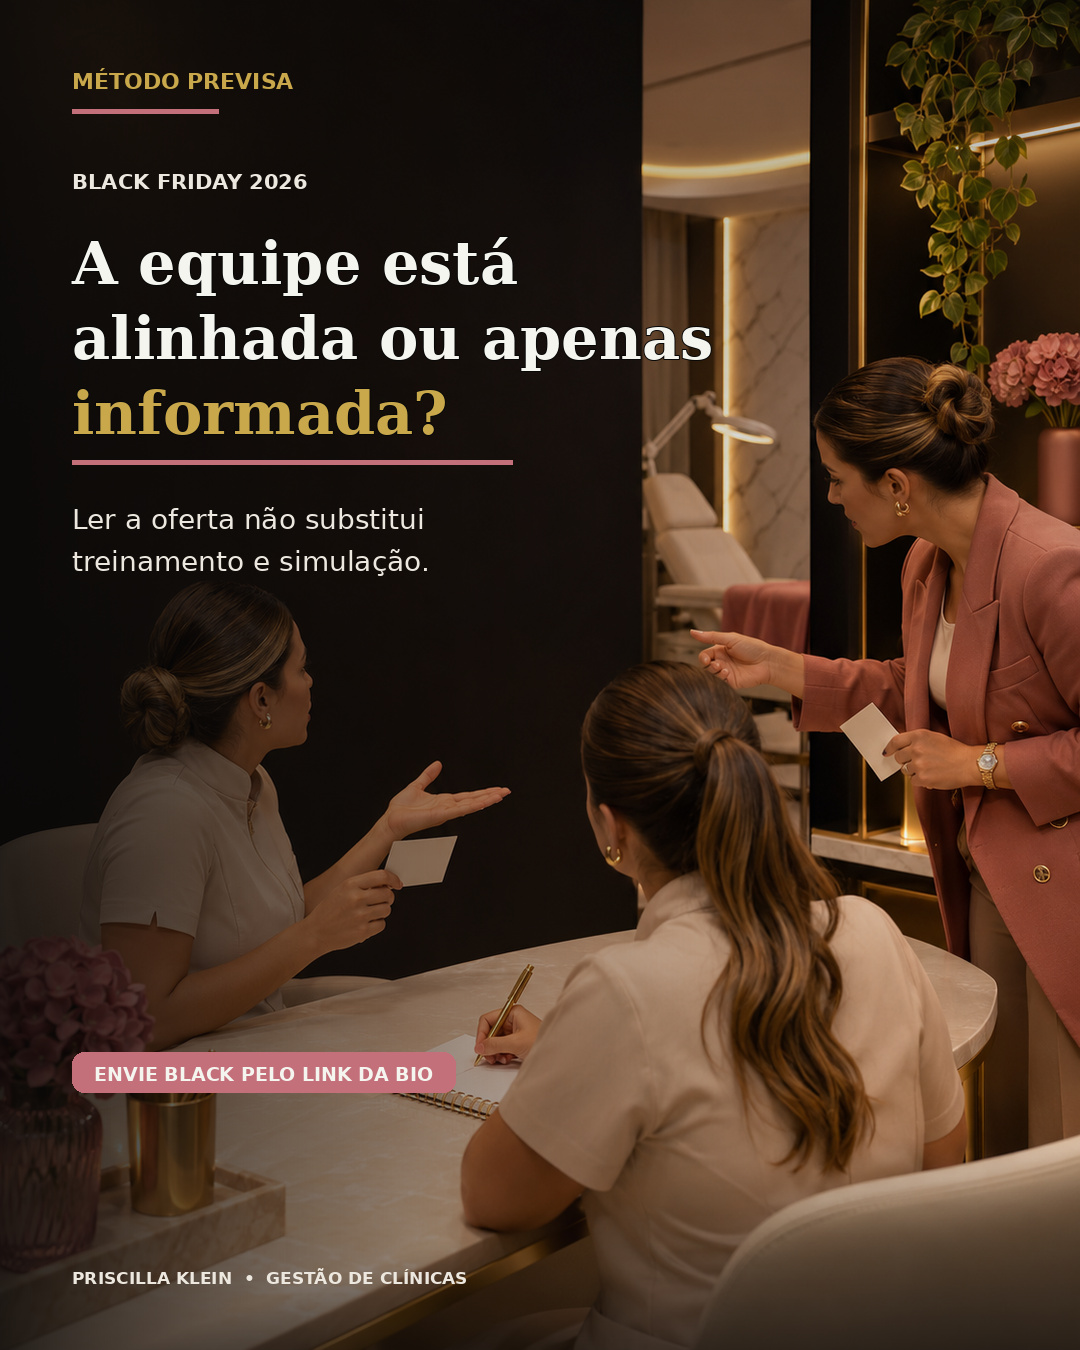 MÉTODO PREVISA
BLACK FRIDAY 2026
A equipe está
alinhada ou apenas
informada?
Ler a oferta não substitui
treinamento e simulação.
ENVIE BLACK PELO LINK DA BIO
PRISCILLA KLEIN • GESTÃO DE CLÍNICAS